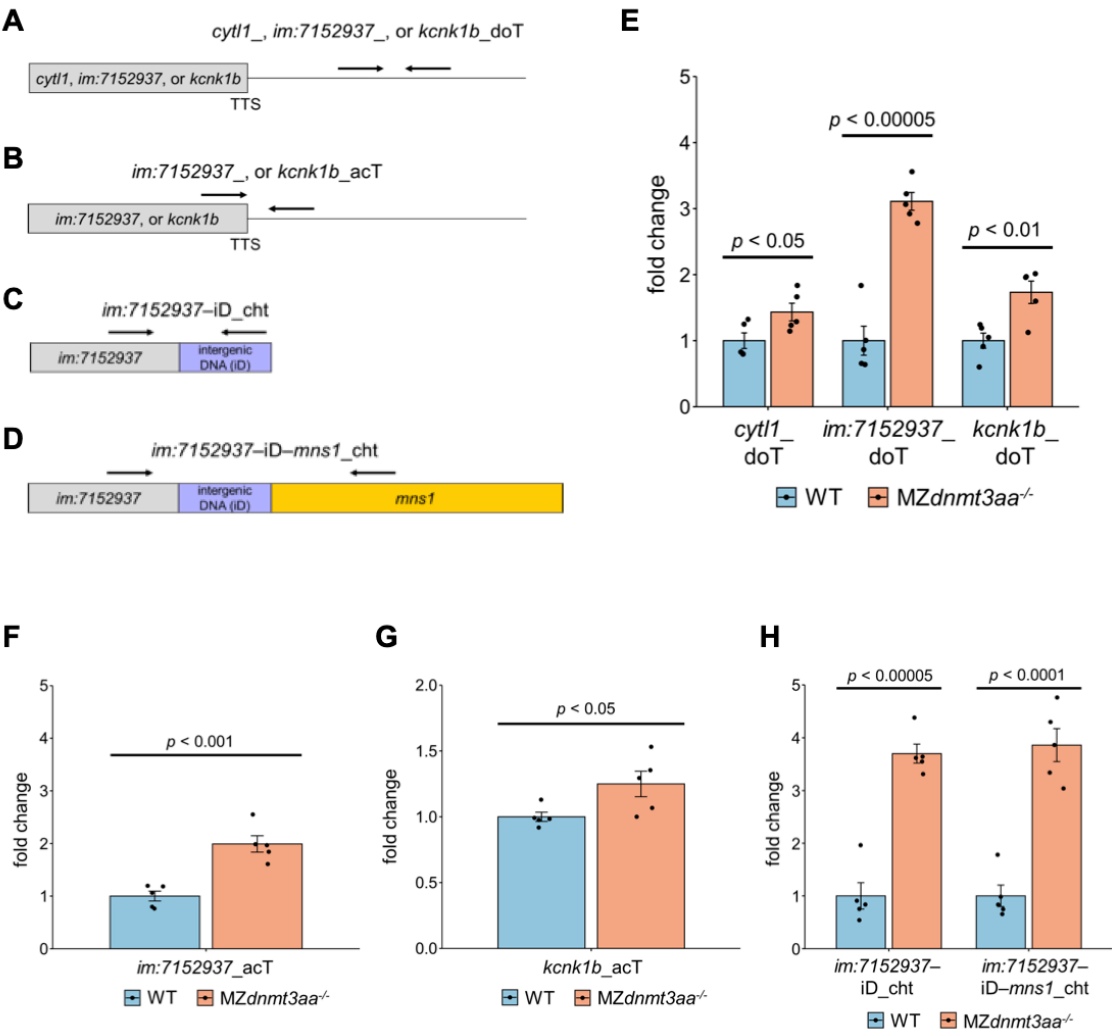 A
cytl1_, im:7152937_, or kcnk1b_doT
cytl1, im:7152937, or kcnk1b
TTS
B
im:7152937_, or kcnk1b_acT
im:7152937, or kcnk1b
TTS
C
im:7152937–iD_cht
im:7152937
intergenic
DNA (iD)
D
im:7152937–iD–mns1_cht
im:7152937
intergenic
DNA (iD)
mns1
E
fold change
5
4
3
2
1
0
p < 0.05
p < 0.00005
p < 0.01
cytl1_
doT
im:7152937_
doT
kcnk1b_
doT
WT
MZdnmt3aa-/-
F
fold change
5
4
3
2
1
0
p < 0.001
im:7152937_acT
WT
MZdnmt3aa-/-
G
fold change
2.0
1.5
1.0
0.5
0.0
p < 0.05
kcnk1b_acT
WT
MZdnmt3aa-/-
H
fold change
5
4
3
2
1
0
p < 0.00005
p < 0.0001
im:7152937–
iD_cht
im:7152937–
iD–mns1_cht
WT
MZdnmt3aa-/-